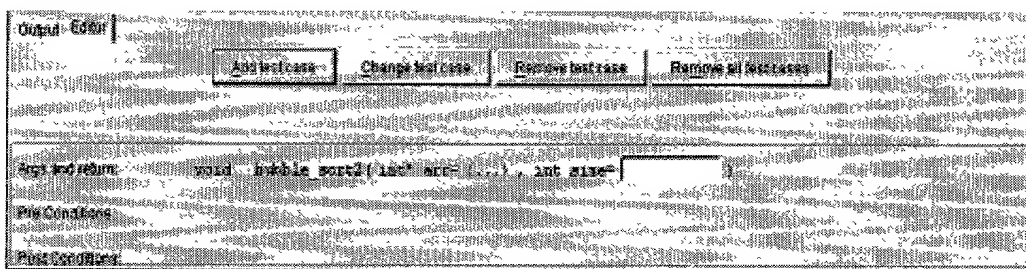 Output Editor
Add test case Change test case Remove test case Remove all test cases
Args and return: void bubble_sort2( int* arr= {...} , int size= )
Pre Conditions:
Post Conditions: